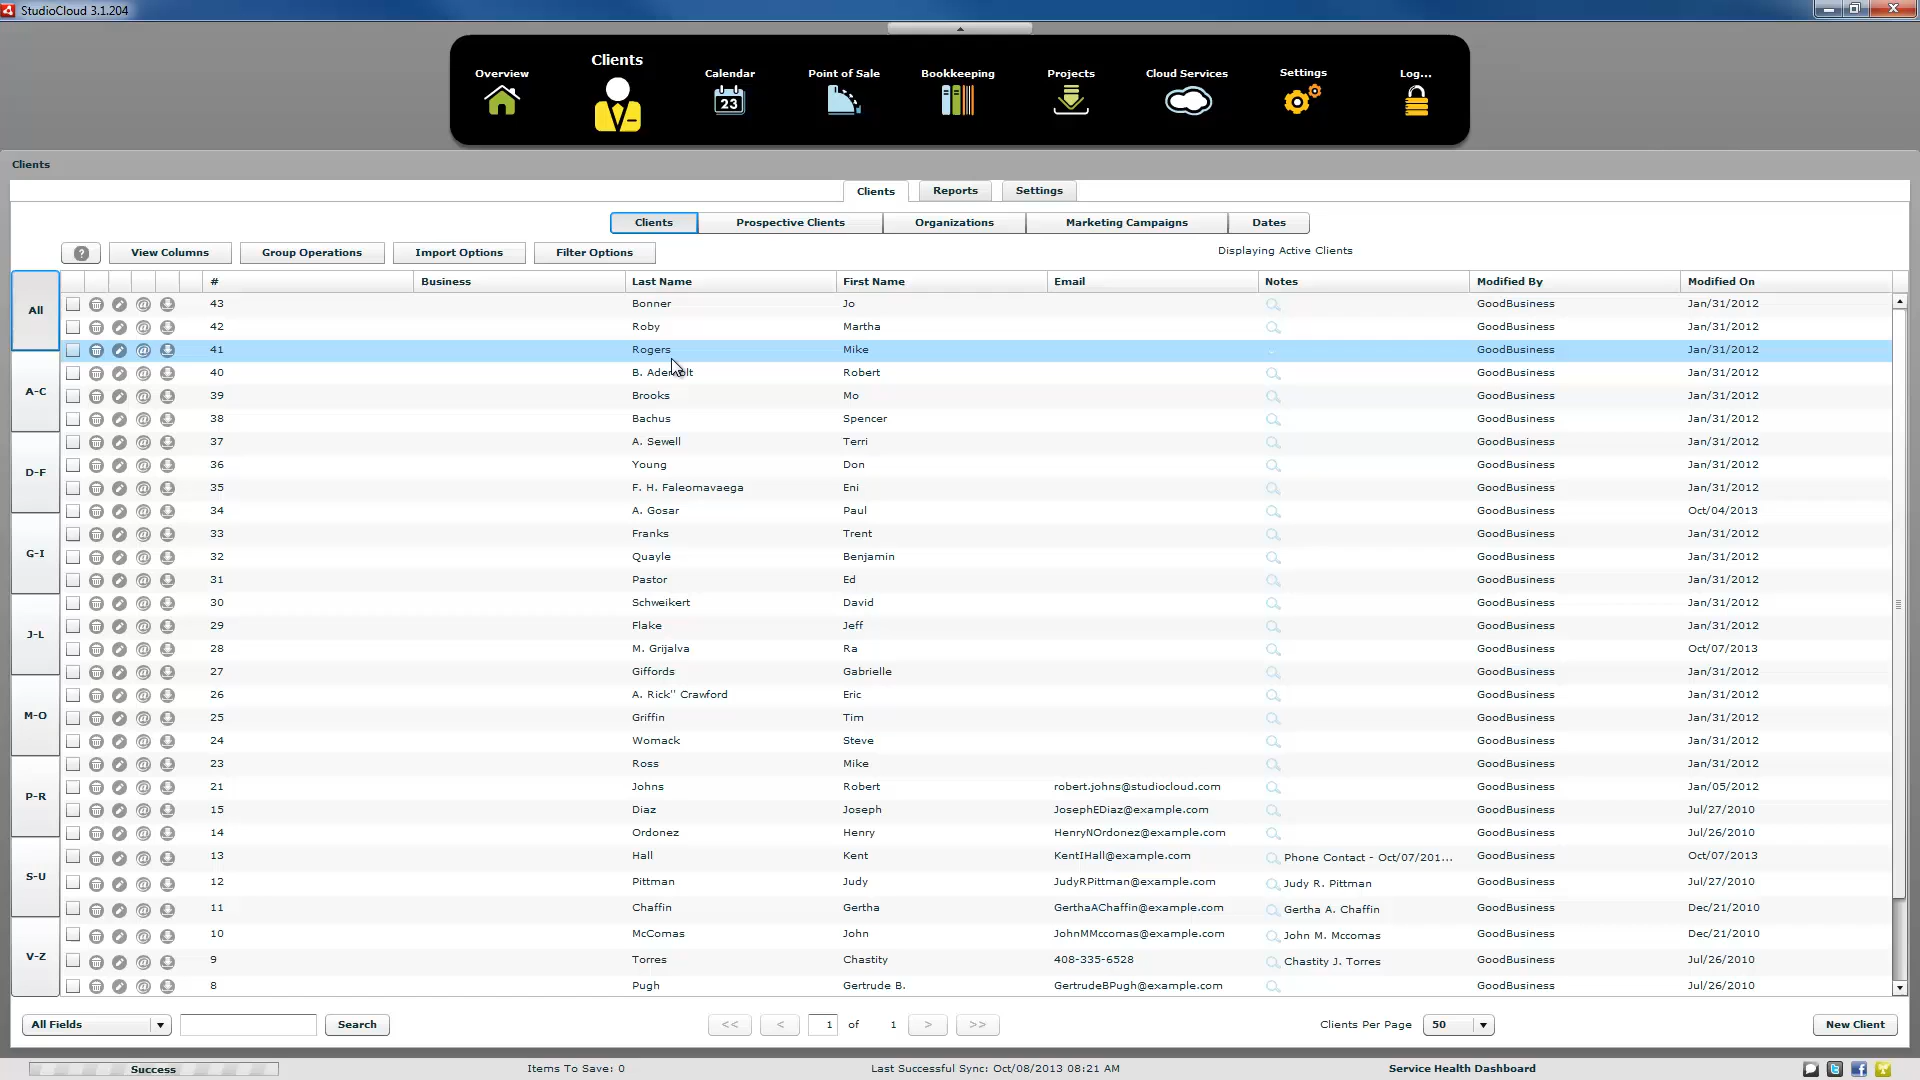 StudioCloud 3.1.204
Overview Clients Calendar Point of Sale Bookkeeping Projects Cloud Services Settings Log...
23
Clients
Clients Reports Settings
Clients Prospective Clients Organizations Marketing Campaigns Dates
? View Columns Group Operations Import Options Filter Options Displaying Active Clients
# Business Last Name First Name Email Notes Modified By Modified On
All
A-C
D-F
G-I
J-L
M-O
P-R
S-U
V-Z
43 Bonner Jo GoodBusiness Jan/31/2012
42 Roby Martha GoodBusiness Jan/31/2012
41 Rogers Mike GoodBusiness Jan/31/2012
40 B. Robert GoodBusiness Jan/31/2012
39 Brooks Mo GoodBusiness Jan/31/2012
38 Bachus Spencer GoodBusiness Jan/31/2012
37 A. Sewell Terri GoodBusiness Jan/31/2012
36 Young Don GoodBusiness Jan/31/2012
35 F. H. Faleomavaega Eni GoodBusiness Jan/31/2012
34 A. Gosar Paul GoodBusiness Oct/04/2013
33 Franks Trent GoodBusiness Jan/31/2012
32 Quayle Benjamin GoodBusiness Jan/31/2012
31 Pastor Ed GoodBusiness Jan/31/2012
30 Schweikert David GoodBusiness Jan/31/2012
29 Flake Jeff GoodBusiness Jan/31/2012
28 M. Grijalva Ra GoodBusiness Oct/07/2013
27 Giffords Gabrielle GoodBusiness Jan/31/2012
26 A. Rick" Crawford Eric GoodBusiness Jan/31/2012
25 Griffin Tim GoodBusiness Jan/31/2012
24 Womack Steve GoodBusiness Jan/31/2012
23 Ross Mike GoodBusiness Jan/31/2012
21 Johns Robert robert.johns@studiocloud.com GoodBusiness Jan/05/2012
15 Diaz Joseph JosephEDiaz@example.com GoodBusiness Jul/27/2010
14 Ordonez Henry HenryNOrdonez@example.com GoodBusiness Jul/26/2010
13 Hall Kent KentIHall@example.com Phone Contact - Oct/07/201... GoodBusiness Oct/07/2013
12 Pittman Judy JudyRPittman@example.com Judy R. Pittman GoodBusiness Jul/27/2010
11 Chaffin Gertha GerthaAChaffin@example.com Gertha A. Chaffin GoodBusiness Dec/21/2010
10 McComas John JohnMMccomas@example.com John M. Mccomas GoodBusiness Dec/21/2010
9 Torres Chastity 408-335-6528 Chastity J. Torres GoodBusiness Jul/26/2010
8 Pugh Gertrude B. GertrudeBPugh@example.com GoodBusiness Jul/26/2010
All Fields Search << < 1 of 1 > >> Clients Per Page 50 New Client
Success Items To Save: 0 Last Successful Sync: Oct/08/2013 08:21 AM Service Health Dashboard